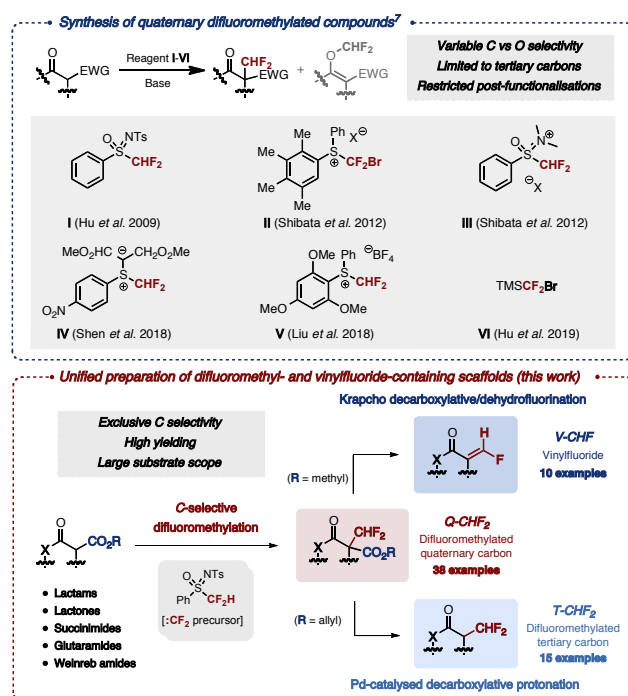 Synthesis of quaternary difluoromethylated compounds⁷
O
EWG
Reagent I-VI
Base
O
CHF₂
EWG
+
OCHF₂
EWG
Variable C vs O selectivity
Limited to tertiary carbons
Restricted post-functionalisations
O
NTs
S
CHF₂
I (Hu et al. 2009)
Me
Me
Me
Me
Ph
X⊖
S
⊕
CF₂Br
II (Shibata 2012)
O
N⊕
S
CHF₂
⊖X
III (Shibata 2012)
MeO₂HC
⊖
CO₂OMe
S
⊕
CHF₂
O₂N
IV (Shen et al. 2018)
OMe
Ph
⊖BF₄
S
⊕
CHF₂
MeO
OMe
V (Liu et al. 2018)
TMSCF₂Br
VI (Hu et al. 2019)
Unified preparation of difluoromethyl- and vinylfluoride-containing scaffolds (this work)
Exclusive C selectivity
High yielding
Large substrate scope
Krapcho decarboxylative/dehydrofluorination
(R = methyl)
O
H
X
F
V-CHF
Vinylfluoride
10 examples
O
X
CO₂R
C-selective
difluoromethylation
O
NTs
S
Ph
CF₂H
[:CF₂ precursor]
O
CHF₂
X
CO₂R
Q-CHF₂
Difluoromethylated
quaternary carbon
38 examples
• Lactams
• Lactones
• Succinimides
• Glutaramides
• Weinreb amides
(R = allyl)
O
X
CHF₂
T-CHF₂
Difluoromethylated
tertiary carbon
15 examples
Pd-catalysed decarboxylative protonation